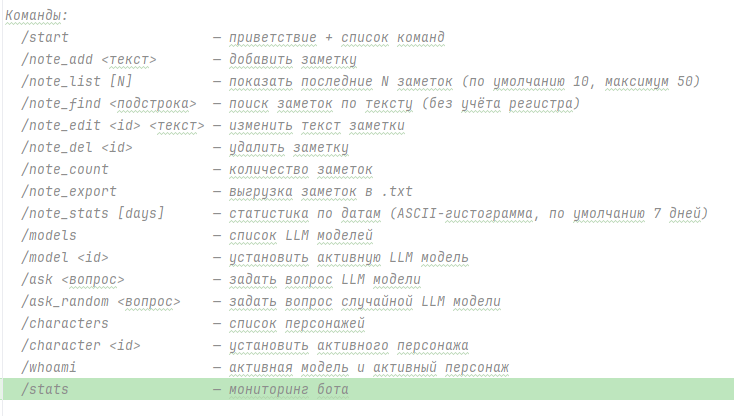 Команды:
/start — приветствие + список команд
/note_add <текст> — добавить заметку
/note_list [N] — показать последние N заметок (по умолчанию 10, максимум 50)
/note_find <подстрока> — поиск заметок по тексту (без учёта регистра)
/note_edit <id> <текст> — изменить текст заметки
/note_del <id> — удалить заметку
/note_count — количество заметок
/note_export — выгрузка заметок в .txt
/note_stats [days] — статистика по датам (ASCII-гистограмма, по умолчанию 7 дней)
/models — список LLM моделей
/model <id> — установить активную LLM модель
/ask <вопрос> — задать вопрос LLM модели
/ask_random <вопрос> — задать вопрос случайной LLM модели
/characters — список персонажей
/character <id> — установить активного персонажа
/whoami — активная модель и активный персонаж
/stats — мониторинг бота